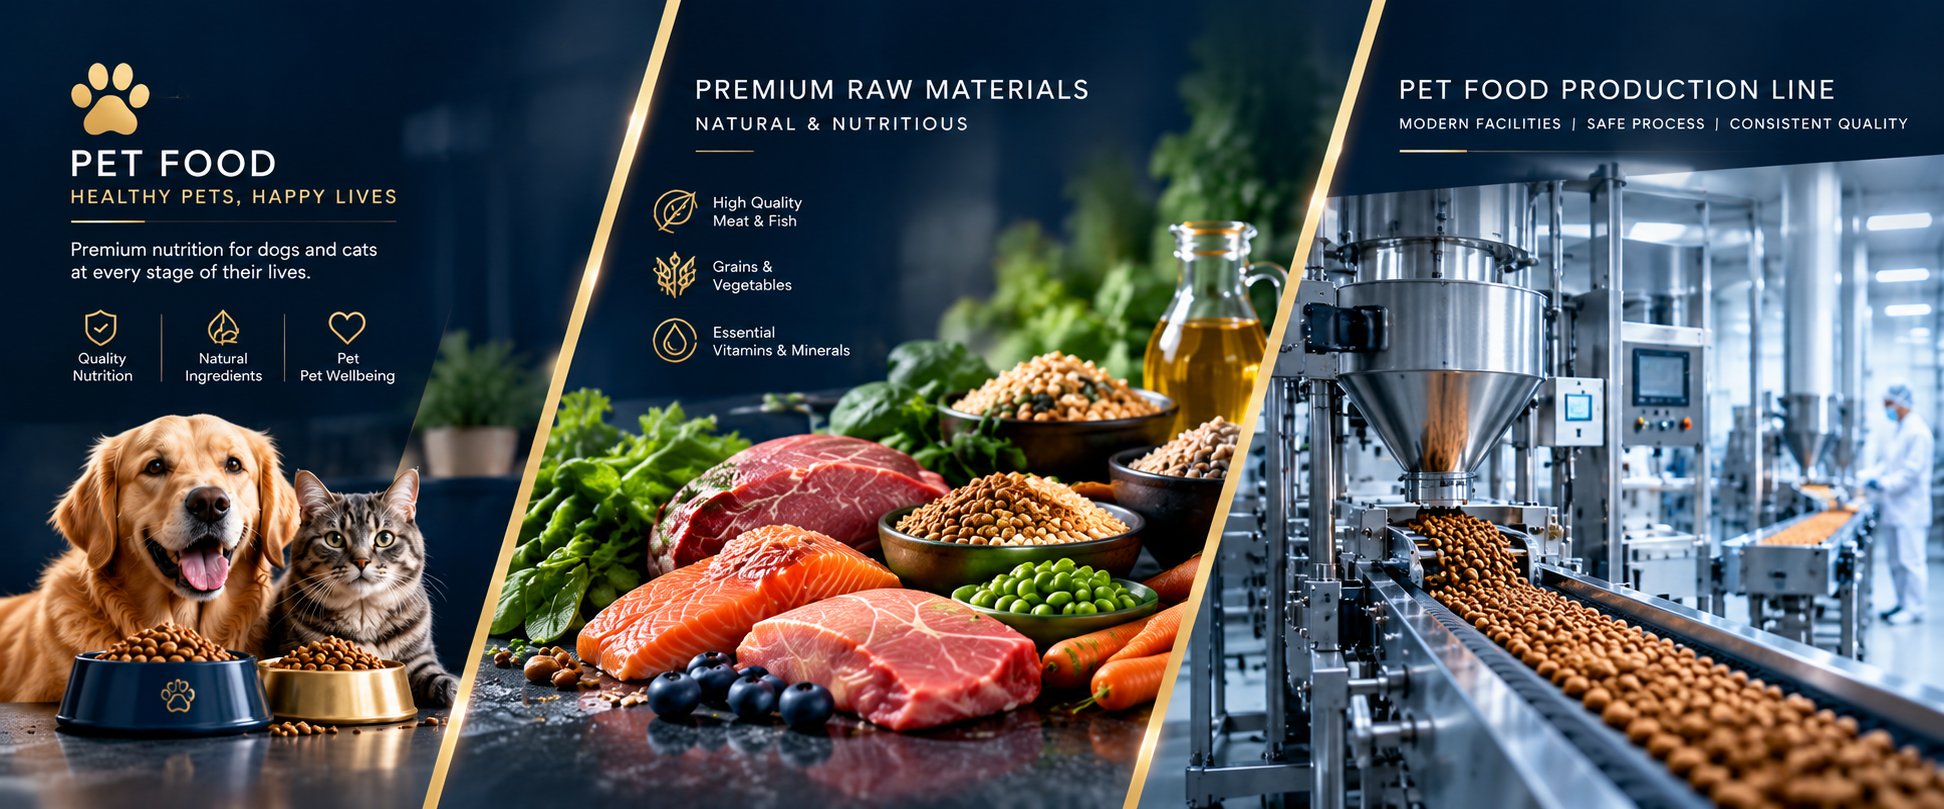 PET FOOD
HEALTHY PETS, HAPPY LIVES
Premium nutrition for dogs and cats
at every stage of their lives.
Quality
Nutrition
Natural
Ingredients
Pet
Pet Wellbeing
PREMIUM RAW MATERIALS
NATURAL & NUTRITIOUS
High Quality
Meat & Fish
Grains &
Vegetables
Essential
Vitamins & Minerals
PET FOOD PRODUCTION LINE
MODERN FACILITIES | SAFE PROCESS | CONSISTENT QUALITY